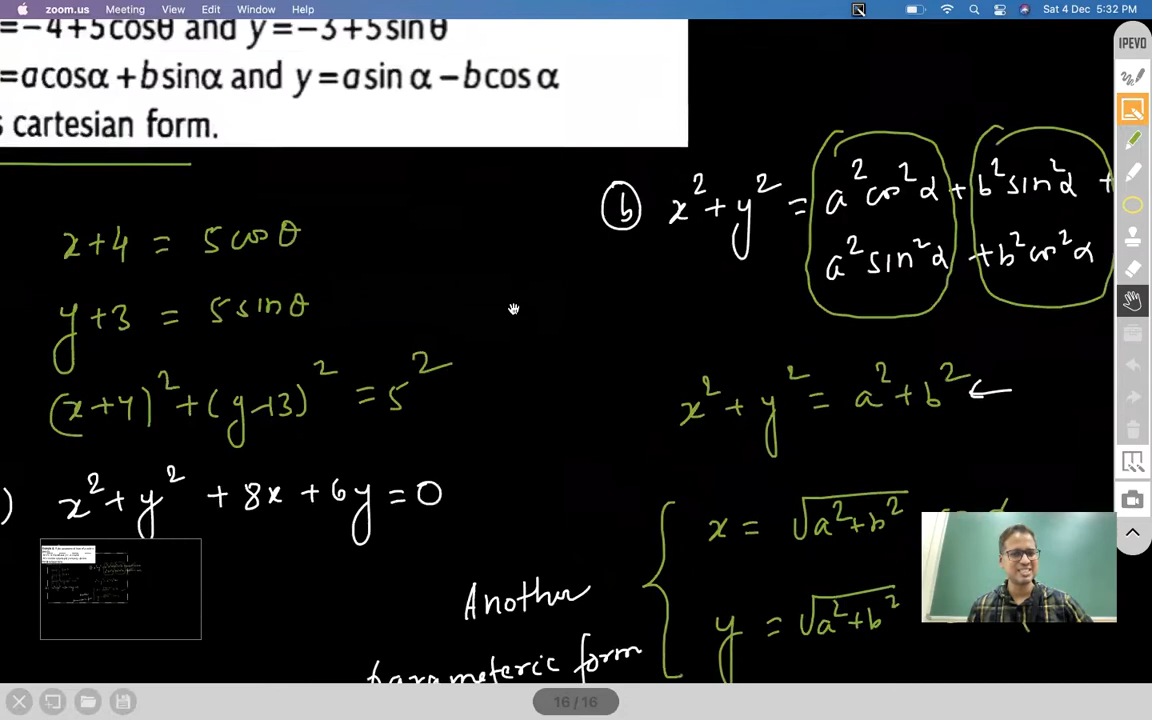 zoom.us Meeting View Edit Window Help Sat 4 Dec 5:32 PM
=-4+5cosθ and y=-3+5sinθ
=acosα+bsinα and y=asinα-bcosα
cartesian form.
IPEVO
x+4 = 5cosθ
y+3 = 5sinθ
(x+4)²+(y+3)² = 5²
x²+y²+8x+6y=0
ⓑ x²+y² = a²cos²α + b²sin²α +
a²sin²α + b²cos²α
x²+y² = a²+b² ←
x = √a²+b²
y = √a²+b²
Another
parameteric form
16/16